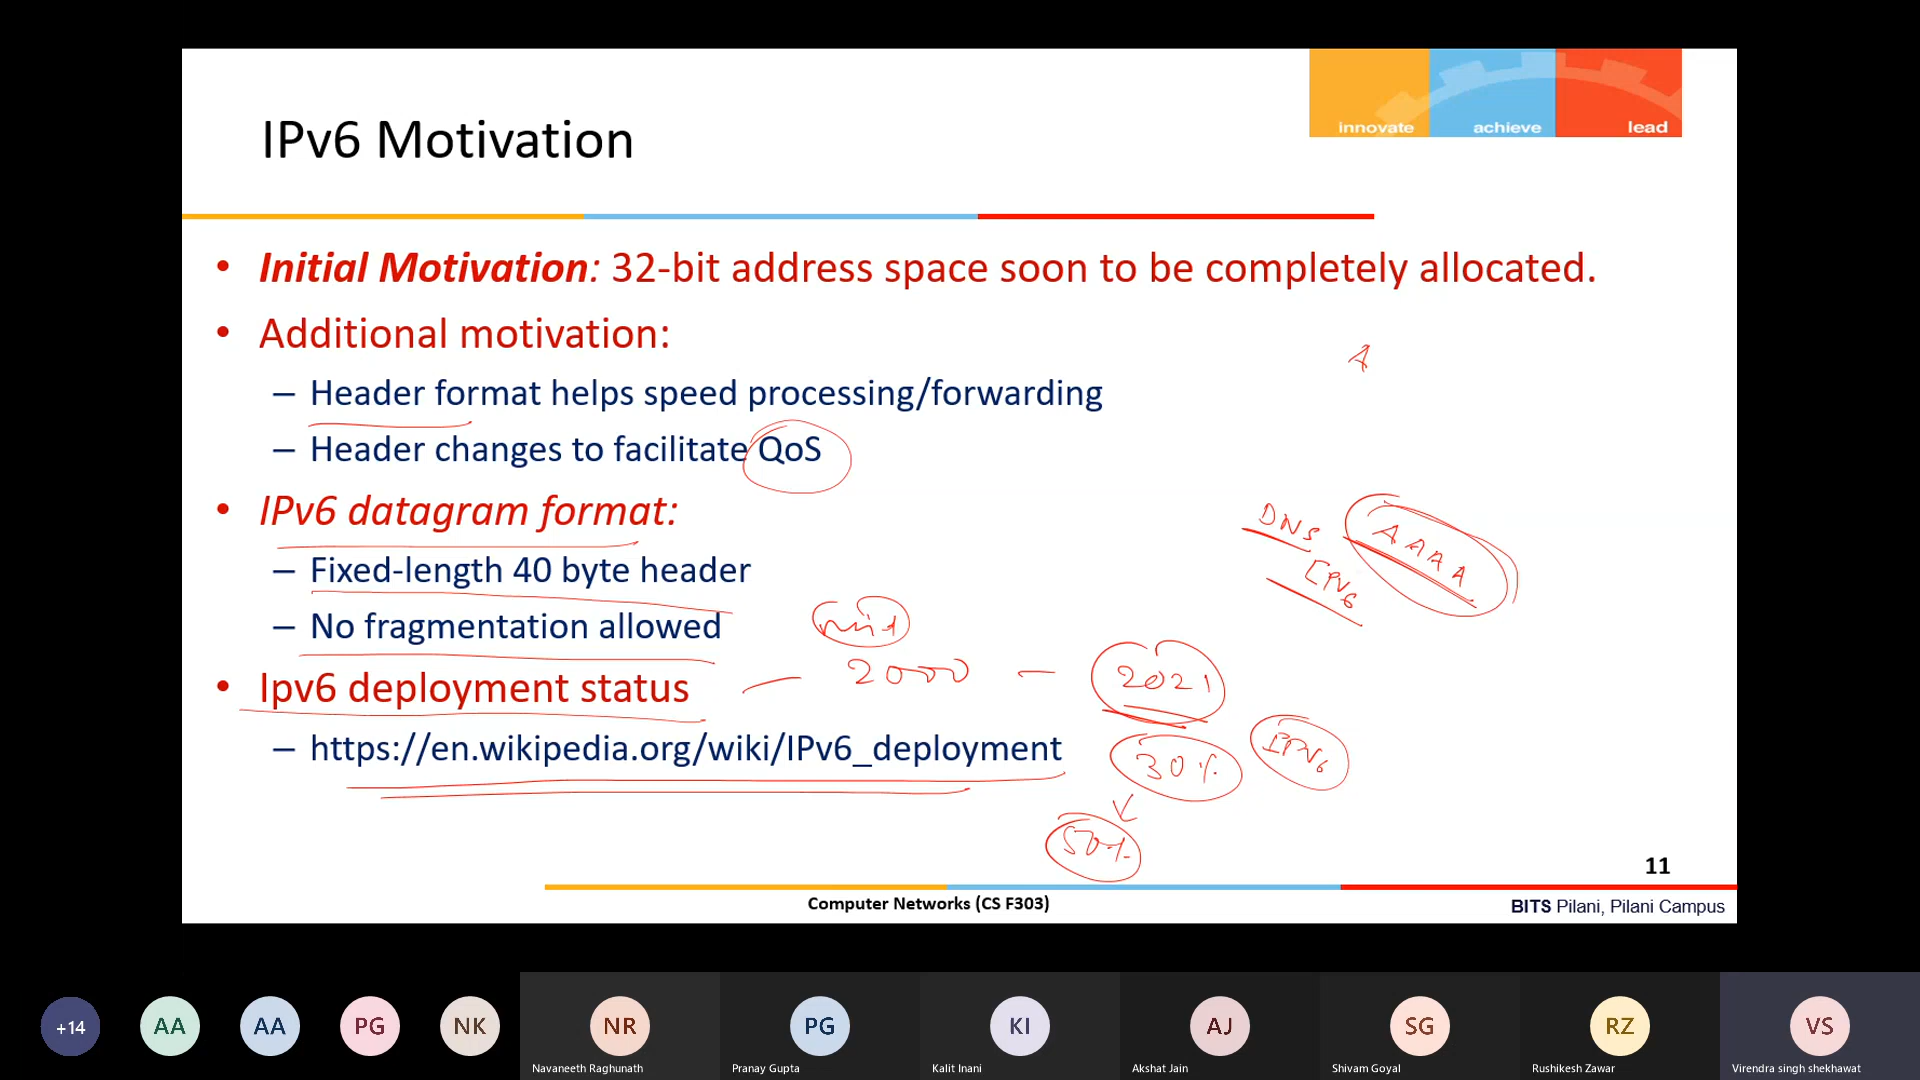 innovate achieve lead
IPv6 Motivation
• Initial Motivation: 32-bit address space soon to be completely allocated.
• Additional motivation:
A
– Header format helps speed processing/forwarding
– Header changes to facilitate QoS
• IPv6 datagram format:
DNS AAAA
IPV6
– Fixed-length 40 byte header
– No fragmentation allowed
• Ipv6 deployment status
2000 — 2021
– https://en.wikipedia.org/wiki/IPv6_deployment
30% IPV6
50%
11
Computer Networks (CS F303)
BITS Pilani, Pilani Campus
+14 AA AA PG NK NR PG KI AJ SG RZ VS
Navaneeth Raghunath Pranay Gupta Kalit Inani Akshat Jain Shivam Goyal Rushikesh Zawar Virendra singh shekhawat